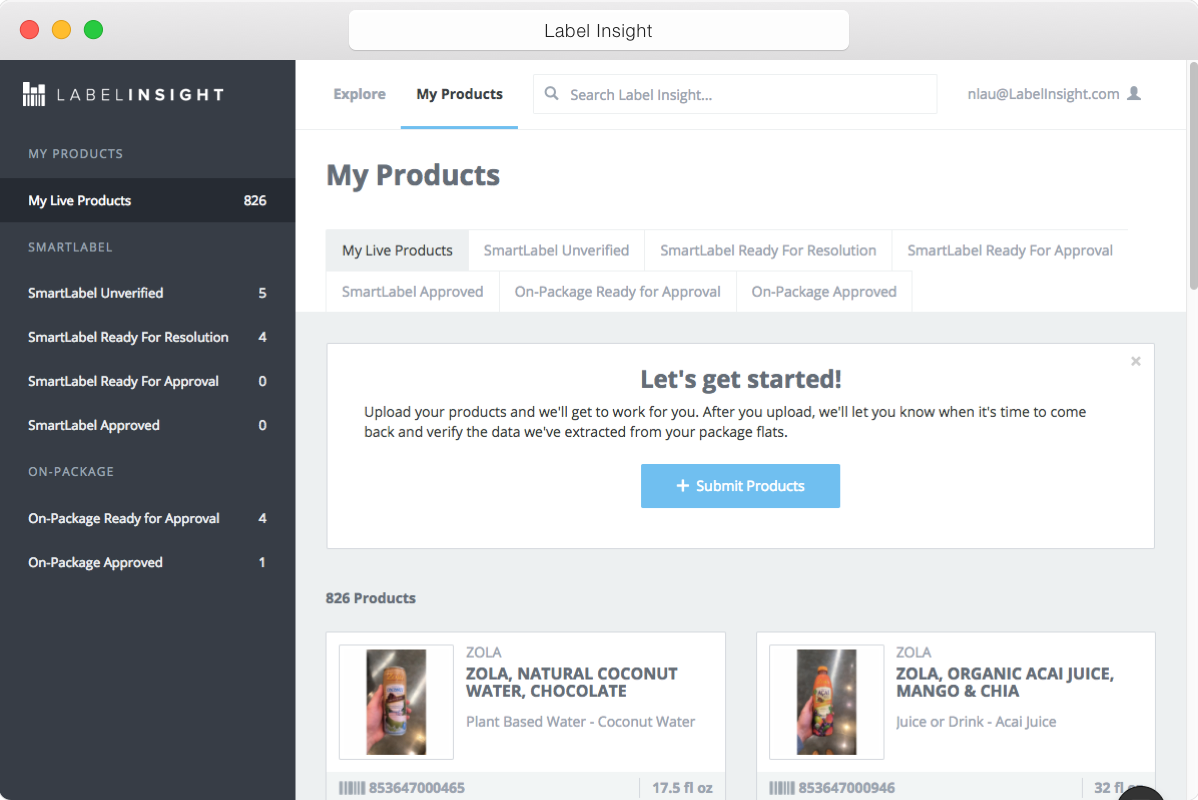 Label Insight
LABELINSIGHT
Explore
My Products
Search Label Insight...
nlau@LabelInsight.com
MY PRODUCTS
My Live Products 826
SMARTLABEL
SmartLabel Unverified 5
SmartLabel Ready For Resolution 4
SmartLabel Ready For Approval 0
SmartLabel Approved 0
ON-PACKAGE
On-Package Ready for Approval 4
On-Package Approved 1
My Products
My Live Products SmartLabel Unverified SmartLabel Ready For Resolution SmartLabel Ready For Approval
SmartLabel Approved On-Package Ready for Approval On-Package Approved
×
Let's get started!
Upload your products and we'll get to work for you. After you upload, we'll let you know when it's time to come
back and verify the data we've extracted from your package flats.
+ Submit Products
826 Products
ZOLA
ZOLA, NATURAL COCONUT
WATER, CHOCOLATE
Plant Based Water - Coconut Water
853647000465 17.5 fl oz
ZOLA
ZOLA, ORGANIC ACAI JUICE,
MANGO & CHIA
Juice or Drink - Acai Juice
853647000946 32 fl